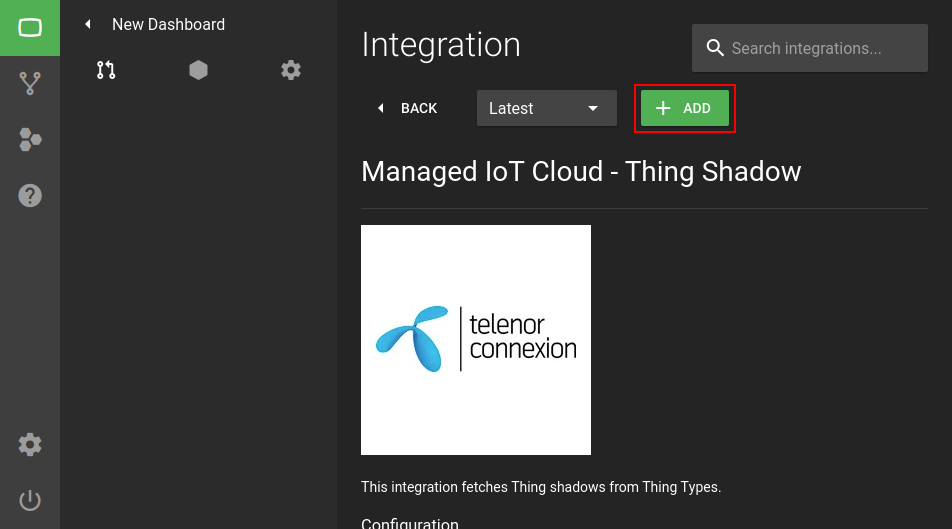 New Dashboard
Integration
Search integrations...
BACK
Latest
ADD
Managed IoT Cloud - Thing Shadow
telenor
connexion
This integration fetches Thing shadows from Thing Types.
Configuration